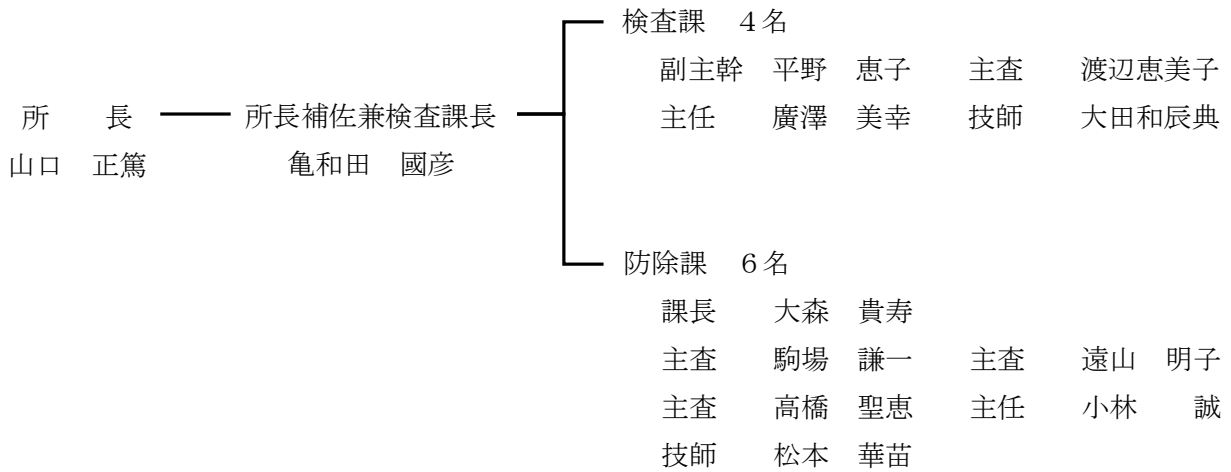 所　長
山口　正篤
所長補佐兼検査課長
亀和田　國彦
検査課　４名
副主幹　平野　恵子　主査　渡辺恵美子
主任　廣澤　美幸　技師　大田和辰典
防除課　６名
課長　大森　貴寿
主査　駒場　謙一　主査　遠山　明子
主査　高橋　聖恵　主任　小林　誠
技師　松本　華苗